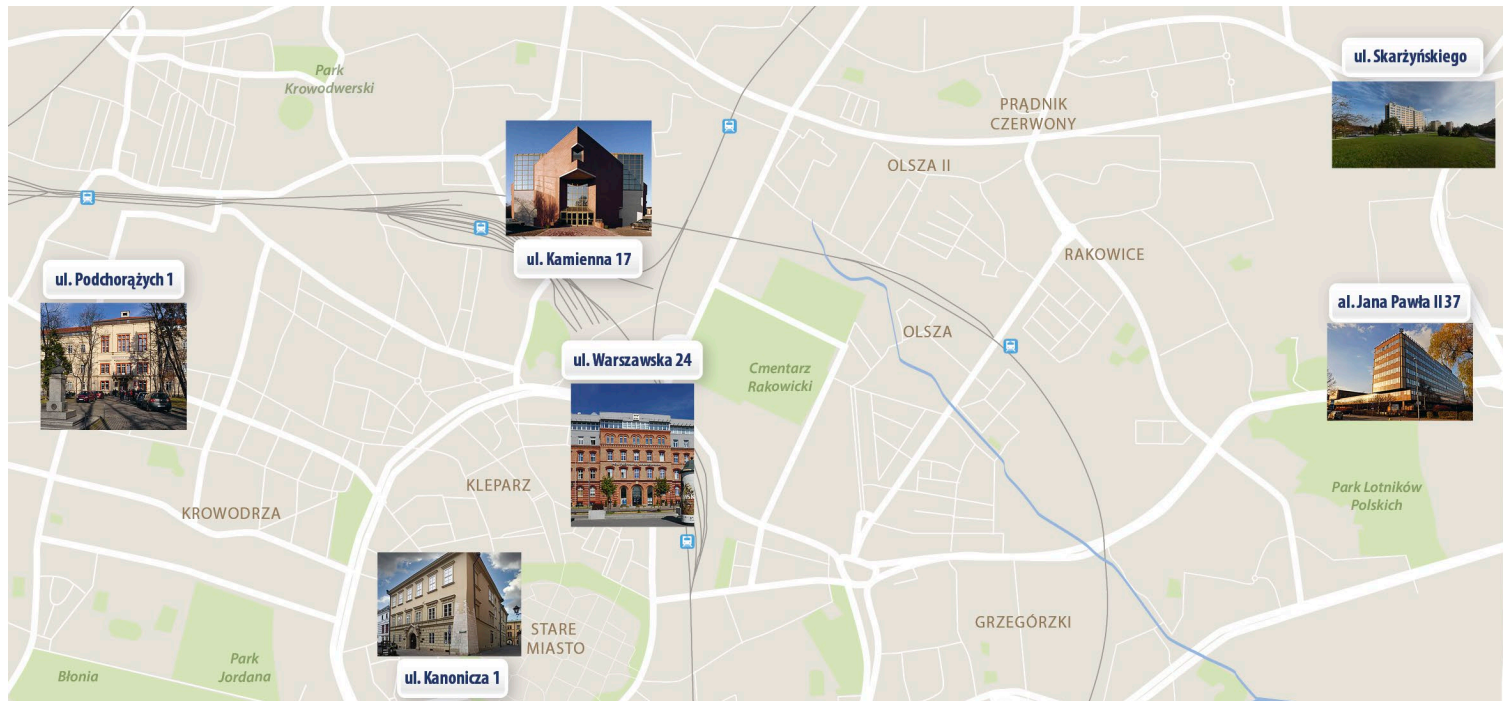 ul. Skarżyńskiego
Park
Krowodwerski
PRĄDNIK
CZERWONY
OLSZA II
ul. Kamienna 17
RAKOWICE
ul. Podchorążych 1
al. Jana Pawła II 37
OLSZA
ul. Warszawska 24
Cmentarz
Rakowicki
KLEPARZ
Park Lotników
Polskich
KROWODRZA
GRZEGÓRZKI
STARE
MIASTO
Park
Jordana
Błonia
ul. Kanonicza 1